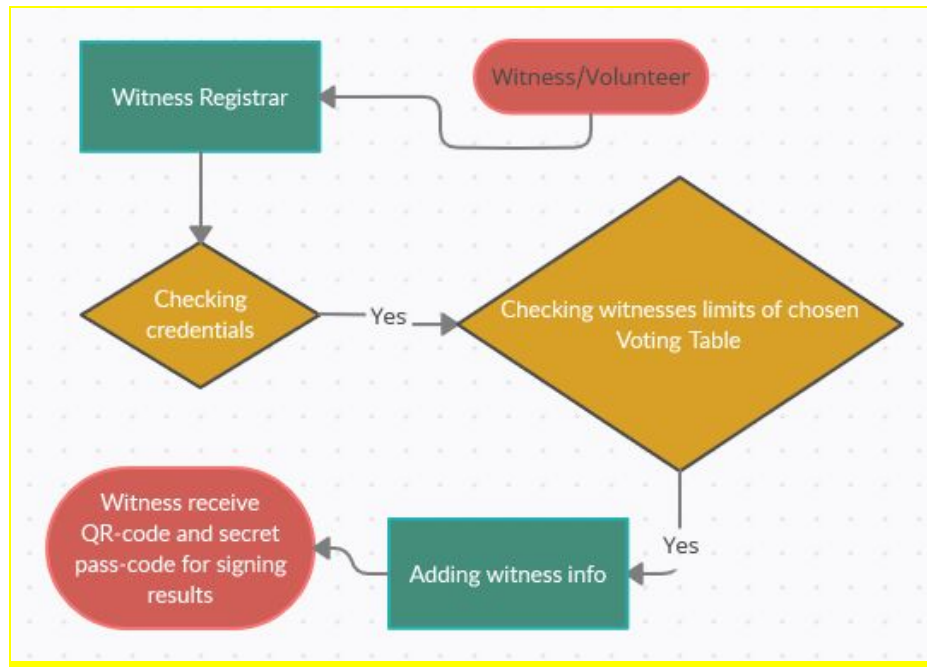 Witness/Volunteer
Witness Registrar
Checking
credentials
Yes
Checking witnesses limits of chosen
Voting Table
Yes
Adding witness info
Witness receive
QR-code and secret
pass-code for signing
results